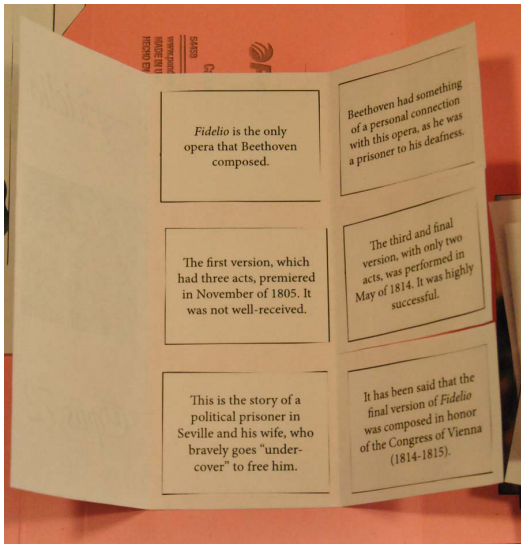 Fidelio is the only
opera that Beethoven
composed.
Beethoven had something
of a personal connection
with this opera, as he was
a prisoner to his deafness.
The first version, which
had three acts, premiered
in November of 1805. It
was not well-received.
The third and final
version, with only two
acts, was performed in
May of 1814. It was highly
successful.
This is the story of a
political prisoner in
Seville and his wife, who
bravely goes "under-
cover" to free him.
It has been said that the
final version of Fidelio
was composed in honor
of the Congress of Vienna
(1814-1815).